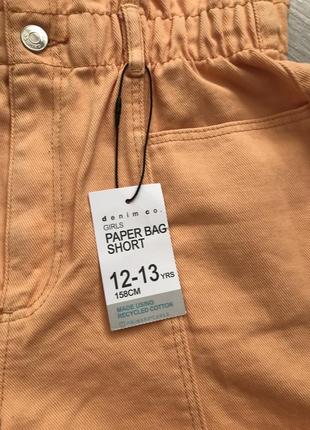 denim co.
GIRLS
PAPER BAG
SHORT
12-13 YRS
158CM
MADE USING
RECYCLED COTTON